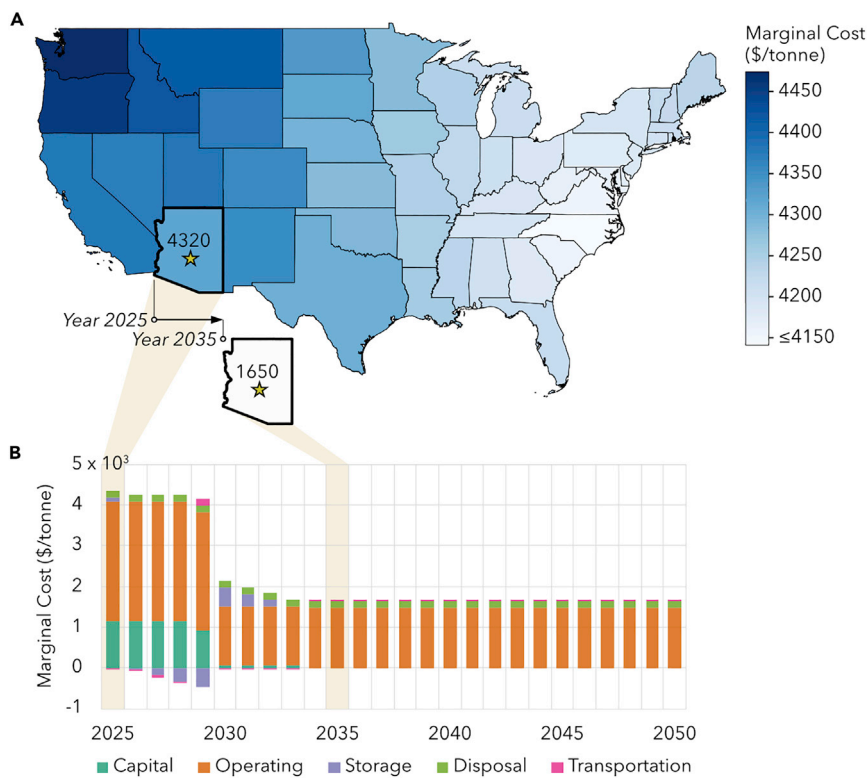 A
Marginal Cost
($/tonne)
4450
4400
4350
4300
4250
4200
≤4150
4320
Year 2025
Year 2035
1650
B
5 x 10³
4
3
2
1
0
-1
Marginal Cost ($/tonne)
2025 2030 2035 2040 2045 2050
Capital Operating Storage Disposal Transportation